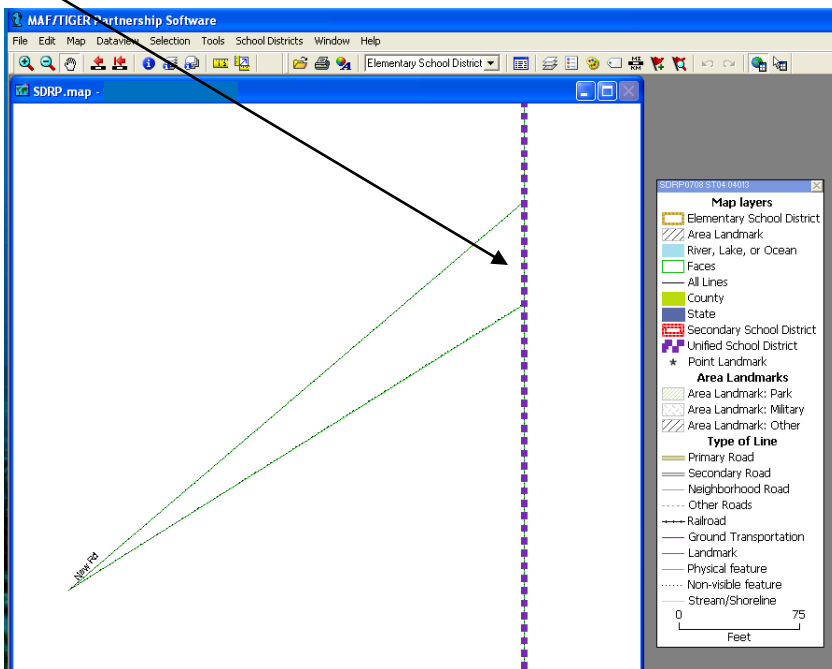 MAF/TIGER Partnership Software
File Edit Map Dataview Selection Tools School Districts Window Help
Elementary School District
MI
KM
SDRP.map -
New Rd
SDRP0708 ST04 04013
Map layers
Elementary School District
Area Landmark
River, Lake, or Ocean
Faces
All Lines
County
State
Secondary School District
Unified School District
Point Landmark
Area Landmarks
Area Landmark: Park
Area Landmark: Military
Area Landmark: Other
Type of Line
Primary Road
Secondary Road
Neighborhood Road
Other Roads
Railroad
Ground Transportation
Landmark
Physical feature
Non-visible feature
Stream/Shoreline
0 75
Feet